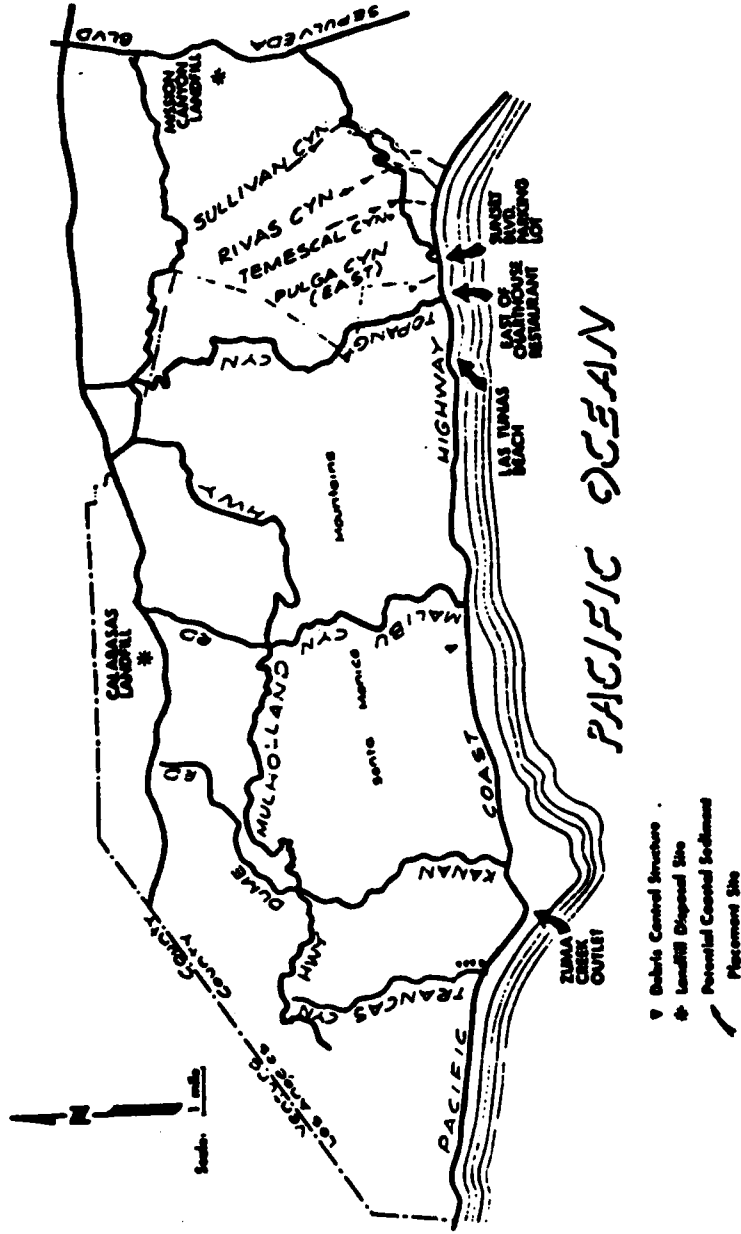 N
Scale: 1 mile
VENTURA COUNTY
LOS ANGELES COUNTY
CALABASAS
LANDFILL
MISSION
CANYON
LANDFILL
SEPULVEDA BLVD
SULLIVAN CYN
RIVAS CYN
TEMESCAL CYN
PULGA CYN
(EAST)
TOPANGA CYN
MULHOLLAND HWY
MALIBU CYN RD
KANAN DUME RD
TRANCAS CYN
HWY
Santa Monica Mountains
PACIFIC COAST HIGHWAY
ZUMA
CREEK
OUTLET
LAS TUNAS
BEACH
EAST OF
CHARTHOUSE
RESTAURANT
SUNSET
BLVD.
PARKING
LOT
PACIFIC OCEAN
Debris Control Structure
Landfill Disposal Site
Potential Coastal Sediment
Placement Site